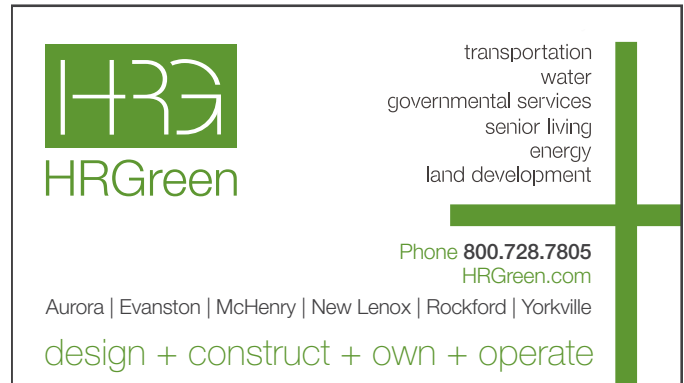 HRG
HRGreen
transportation
water
governmental services
senior living
energy
land development
Phone 800.728.7805
HRGreen.com
Aurora | Evanston | McHenry | New Lenox | Rockford | Yorkville
design + construct + own + operate